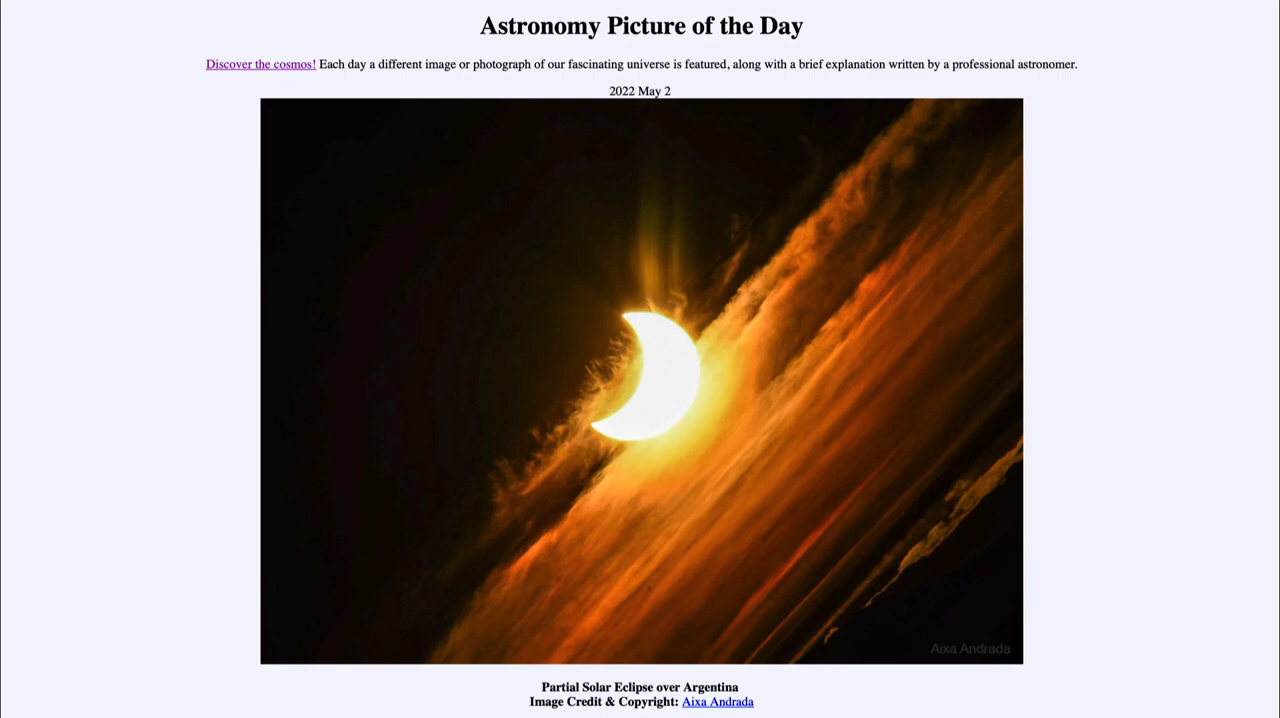 Astronomy Picture of the Day
Discover the cosmos! Each day a different image or photograph of our fascinating universe is featured, along with a brief explanation written by a professional astronomer.
2022 May 2
Aixa Andrada
Partial Solar Eclipse over Argentina
Image Credit & Copyright: Aixa Andrada